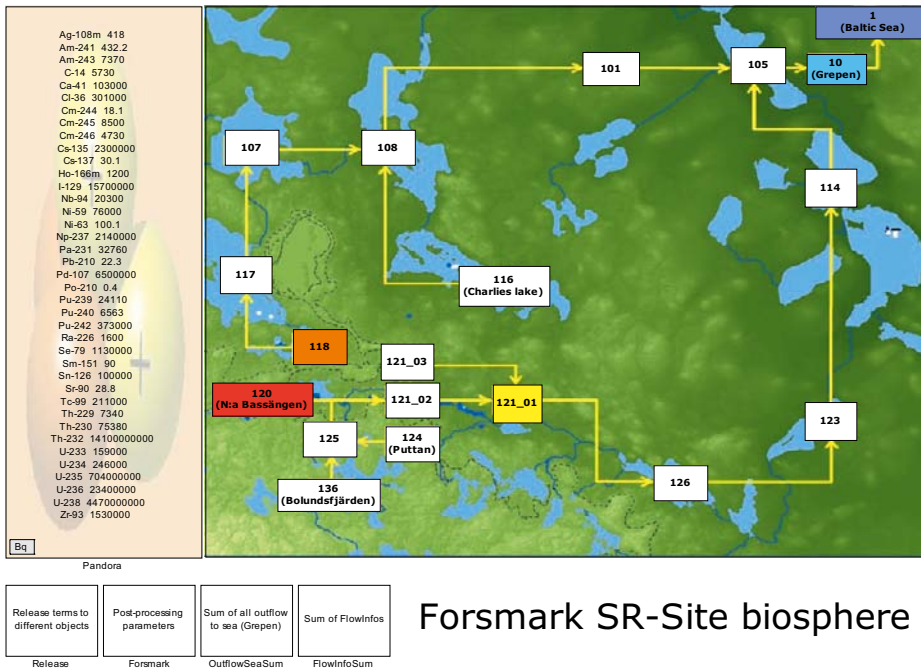 Ag-108m 418
Am-241 432.2
Am-243 7370
C-14 5730
Ca-41 103000
Cl-36 301000
Cm-244 18.1
Cm-245 8500
Cm-246 4730
Cs-135 2300000
Cs-137 30.1
Ho-166m 1200
I-129 15700000
Nb-94 20300
Ni-59 76000
Ni-63 100.1
Np-237 2140000
Pa-231 32760
Pb-210 22.3
Pd-107 6500000
Po-210 0.4
Pu-239 24110
Pu-240 6563
Pu-242 373000
Ra-226 1600
Se-79 1130000
Sm-151 90
Sn-126 100000
Sr-90 28.8
Tc-99 211000
Th-229 7340
Th-230 75380
Th-232 14100000000
U-233 159000
U-234 246000
U-235 704000000
U-236 23400000
U-238 4470000000
Zr-93 1530000
Bq
Pandora
1
(Baltic Sea)
101
105
10
(Grepen)
107
108
114
117
116
(Charlies lake)
118
121_03
120
(N:a Bassängen)
121_02
121_01
125
124
(Puttan)
123
136
(Bolundsfjärden)
126
Release terms to
different objects
Release
Post-processing
parameters
Forsmark
Sum of all outflow
to sea (Grepen)
OutflowSeaSum
Sum of FlowInfos
FlowInfoSum
Forsmark SR-Site biosphere